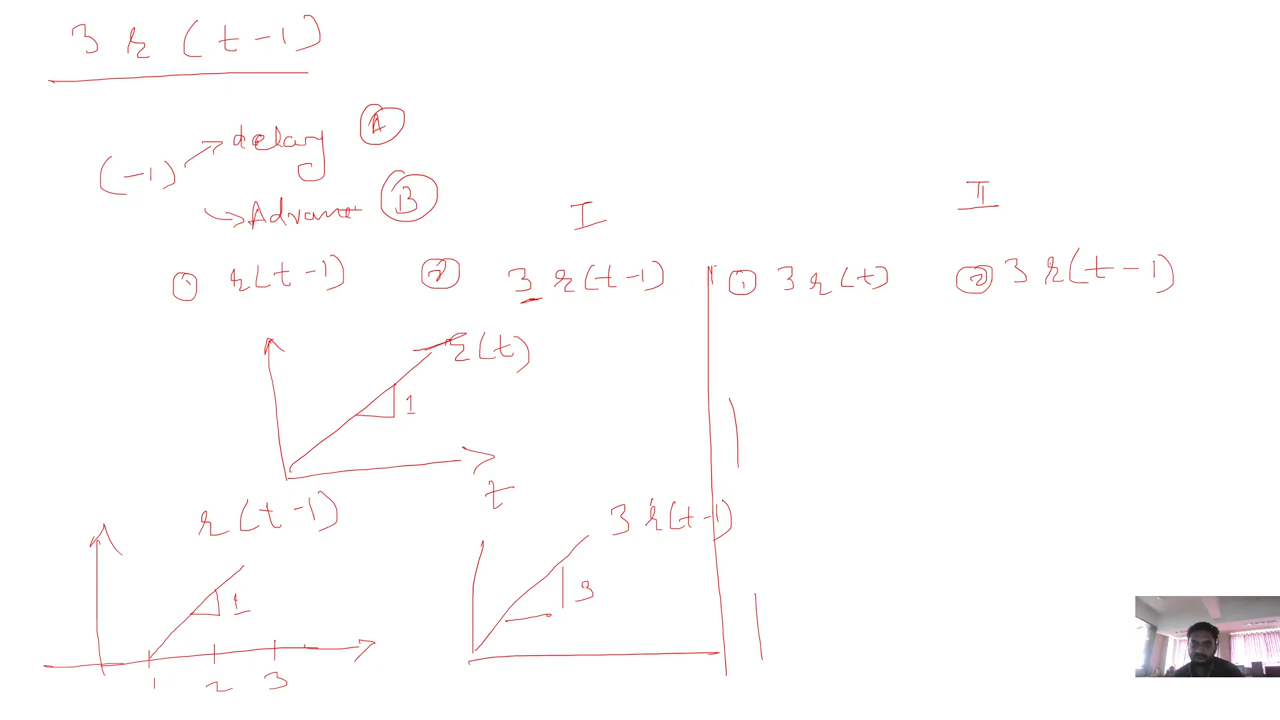 3 r (t-1)
(-1) → delay Ⓐ
→ Advance Ⓑ
I
II
① r(t-1) ② 3 r(t-1)
① 3 r(t) ② 3 r(t-1)
r(t)
1
t
r(t-1)
1
1 2 3
3 r(t-1)
3